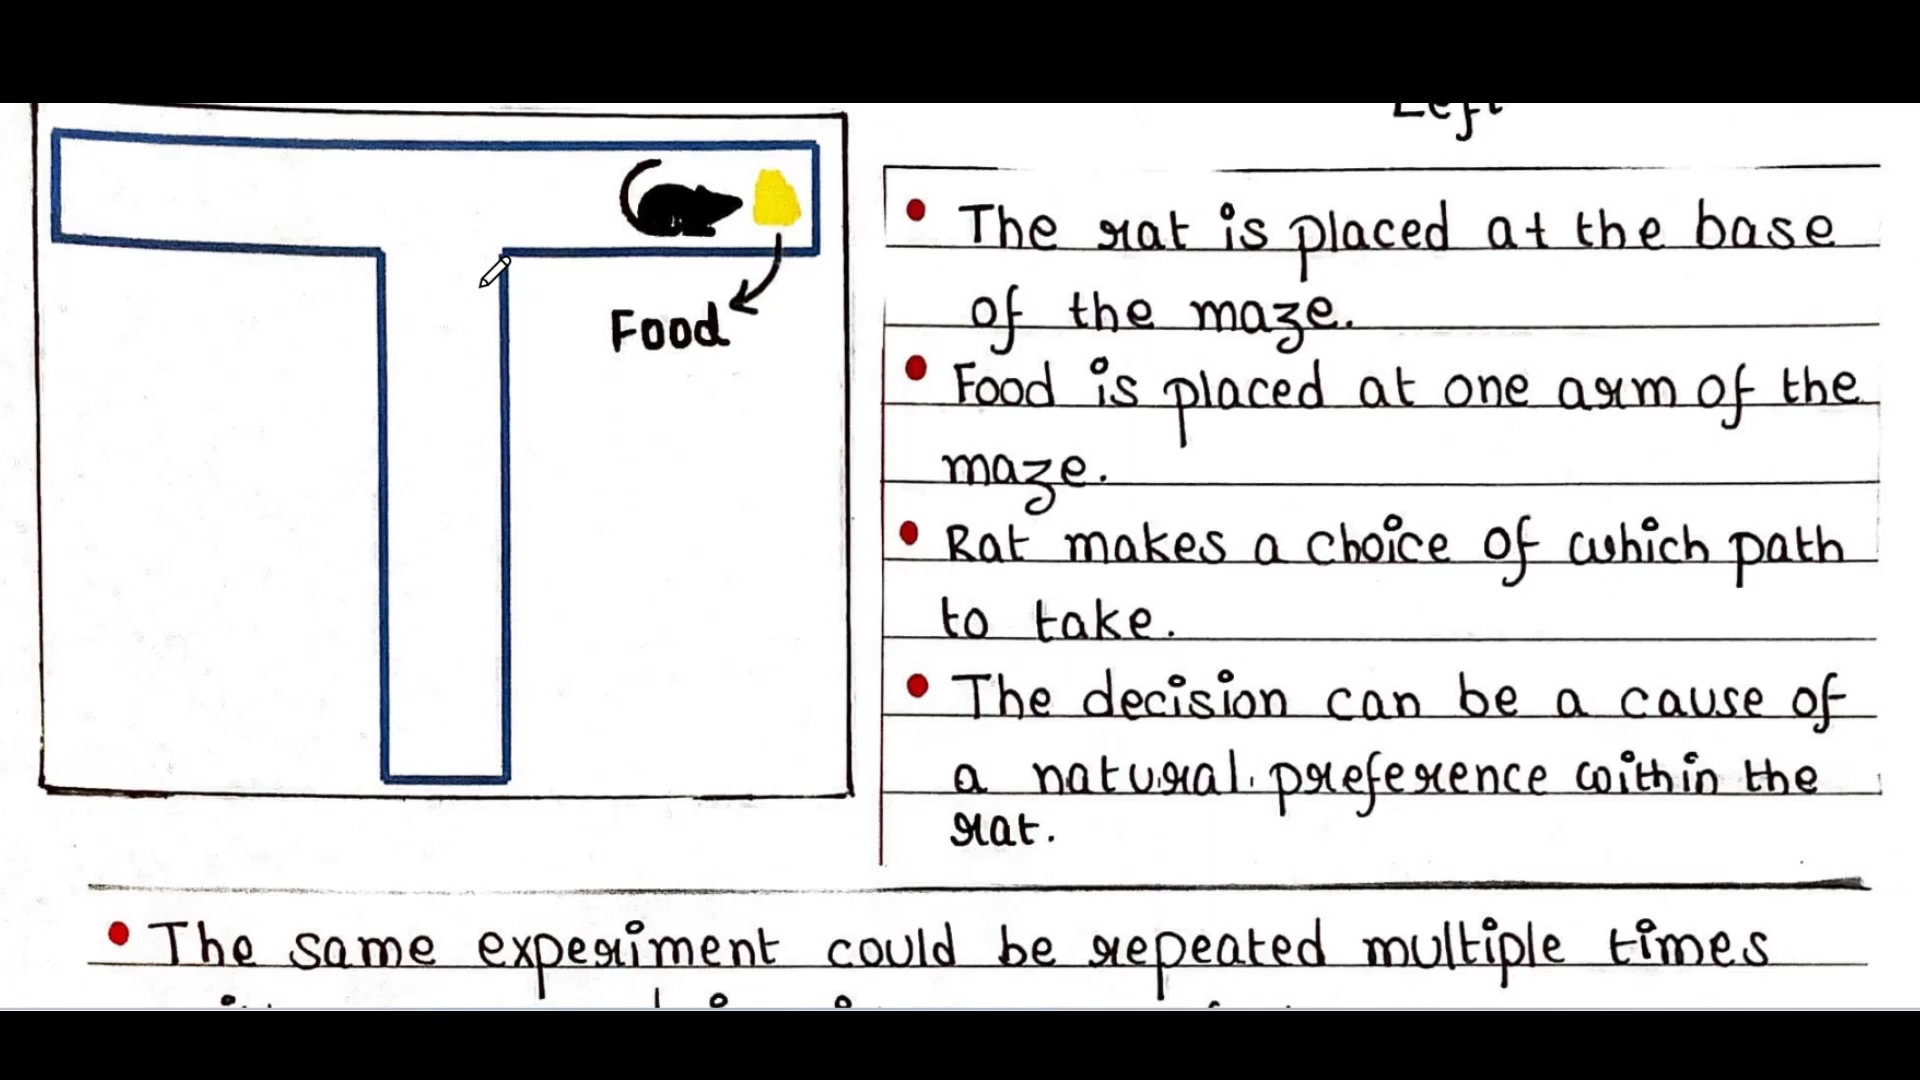 Left
The rat is placed at the base
of the maze.
Food is placed at one arm of the
maze.
Rat makes a choice of which path
to take.
The decision can be a cause of
a natural preference within the
rat.
Food
The same experiment could be repeated multiple times